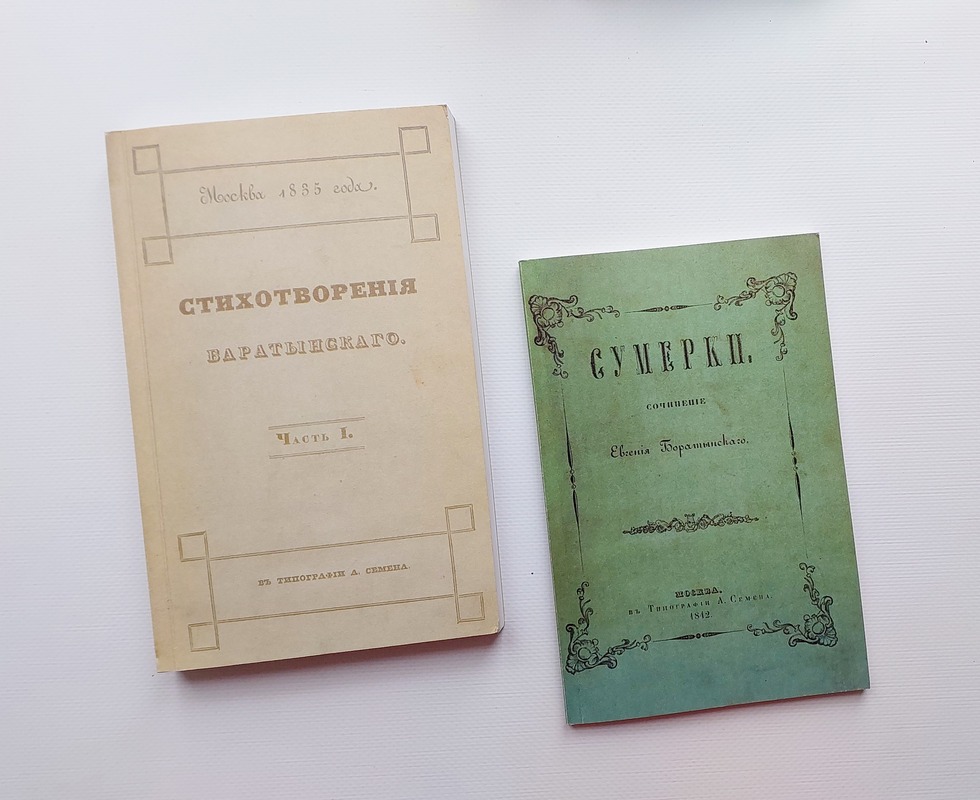 Москва 1835 года.
СТИХОТВОРЕНІЯ
БАРАТЫНСКАГО.
Часть I.
ВЪ ТИПОГРАФІИ А. СЕМЕНА.
СУМЕРКИ.
СОЧИНЕНІЕ
Евгенія Боратынскаго.
МОСКВА.
въ Типографіи А. Семена.
1842.